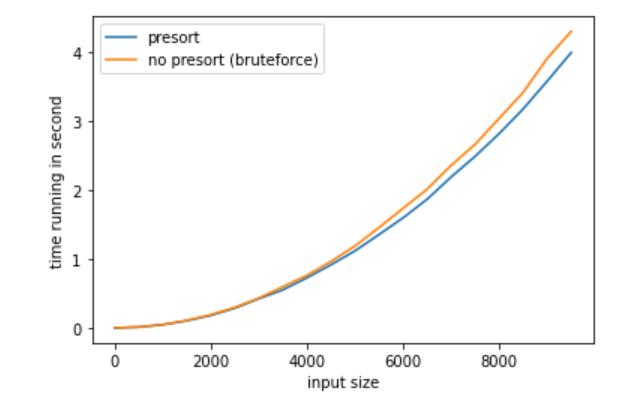 presort
no presort (bruteforce)
4
3
2
1
0
time running in second
0 2000 4000 6000 8000
input size